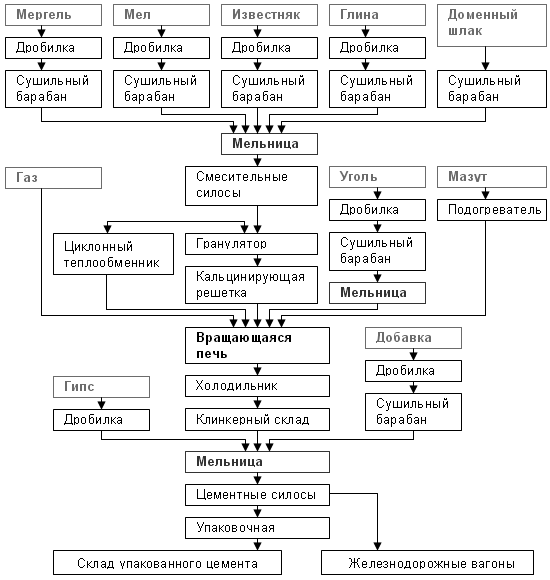 Мергель
Мел
Известняк
Глина
Доменный
шлак
Дробилка
Дробилка
Дробилка
Дробилка
Сушильный
барабан
Сушильный
барабан
Сушильный
барабан
Сушильный
барабан
Сушильный
барабан
Мельница
Газ
Смесительные
силосы
Уголь
Мазут
Дробилка
Подогреватель
Циклонный
теплообменник
Гранулятор
Сушильный
барабан
Кальцинирующая
решетка
Мельница
Вращающаяся
печь
Добавка
Гипс
Холодильник
Дробилка
Дробилка
Клинкерный склад
Сушильный
барабан
Мельница
Цементные силосы
Упаковочная
Склад упакованного цемента
Железнодорожные вагоны